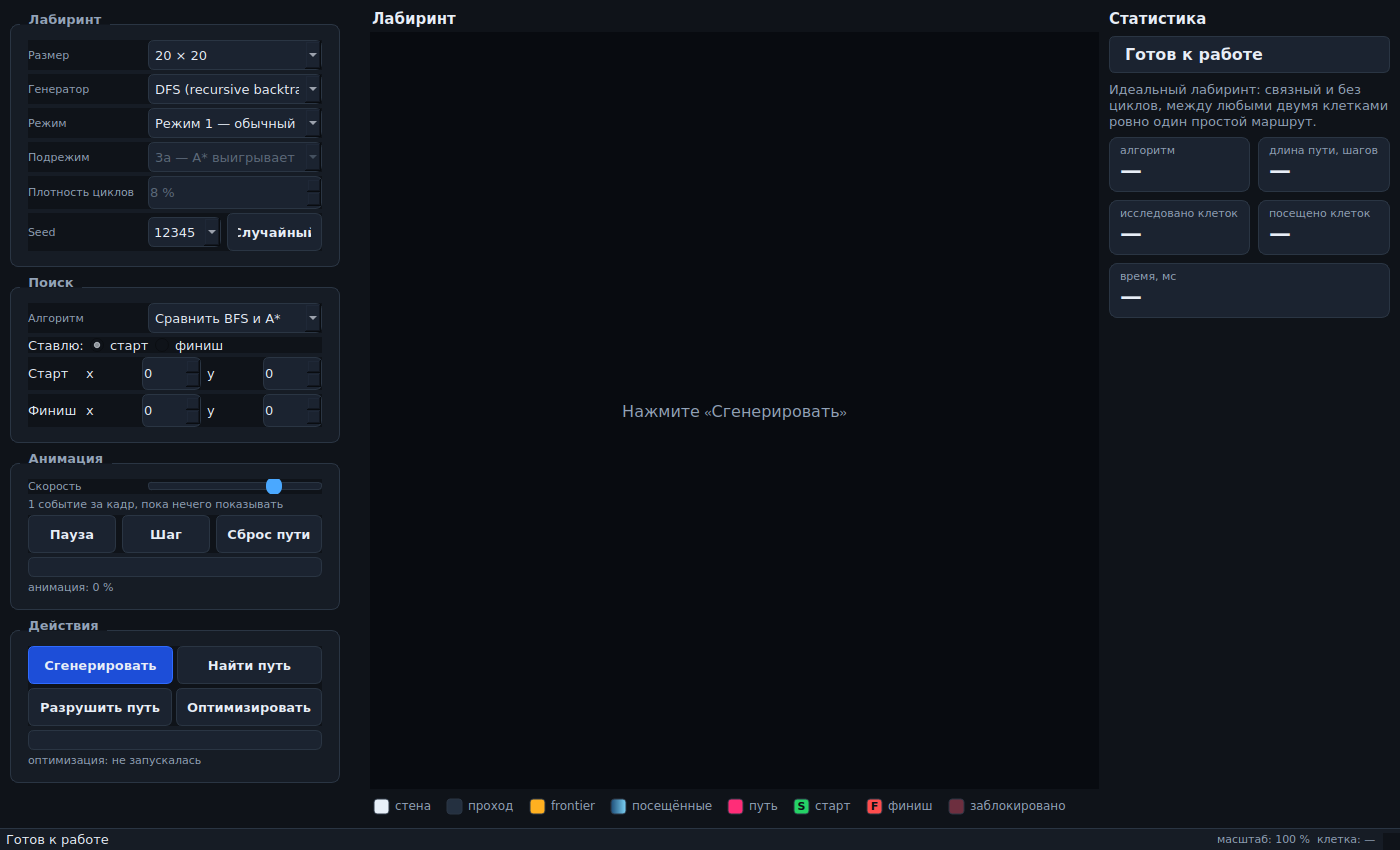 Лабиринт
Размер 20 × 20
Генератор DFS (recursive backtra
Режим Режим 1 — обычный
Подрежим 3a — A* выигрывает
Плотность циклов 8 %
Seed 12345 Случайный
Поиск
Алгоритм Сравнить BFS и A*
Ставлю: старт финиш
Старт x 0 y 0
Финиш x 0 y 0
Анимация
Скорость
1 событие за кадр, пока нечего показывать
Пауза Шаг Сброс пути
анимация: 0 %
Действия
Сгенерировать Найти путь
Разрушить путь Оптимизировать
оптимизация: не запускалась
Лабиринт
Нажмите «Сгенерировать»
стена проход frontier посещённые путь S старт F финиш заблокировано
Статистика
Готов к работе
Идеальный лабиринт: связный и без
циклов, между любыми двумя клетками
ровно один простой маршрут.
алгоритм
—
длина пути, шагов
—
исследовано клеток
—
посещено клеток
—
время, мс
—
Готов к работе
масштаб: 100 % клетка: —